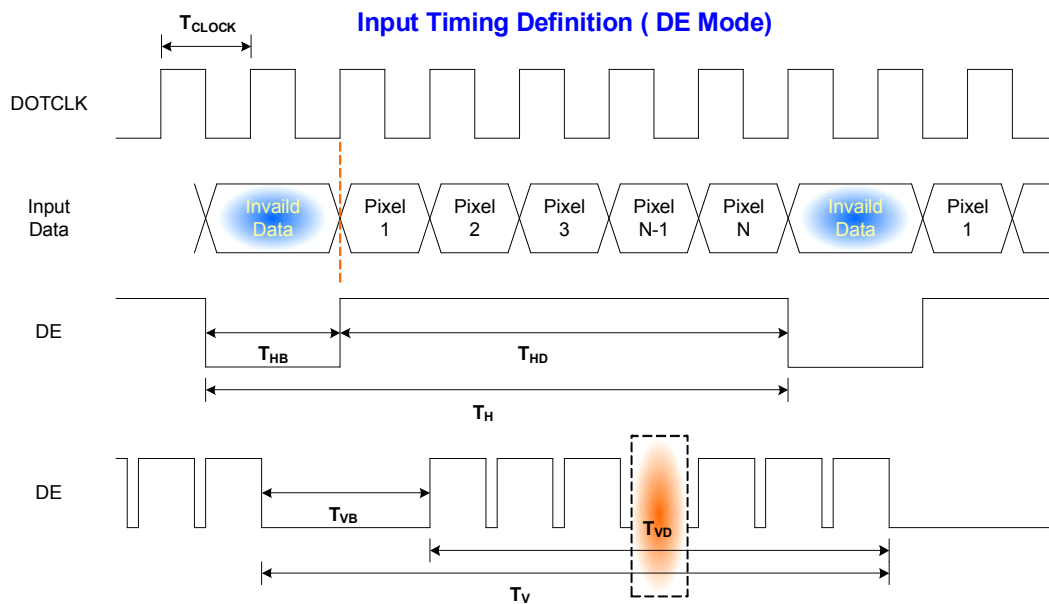 Input Timing Definition ( DE Mode)
TCLOCK
DOTCLK
Input
Data
Invaild
Data
Pixel
1
Pixel
2
Pixel
3
Pixel
N-1
Pixel
N
Invaild
Data
Pixel
1
DE
THB
THD
TH
DE
TVB
TVD
TV